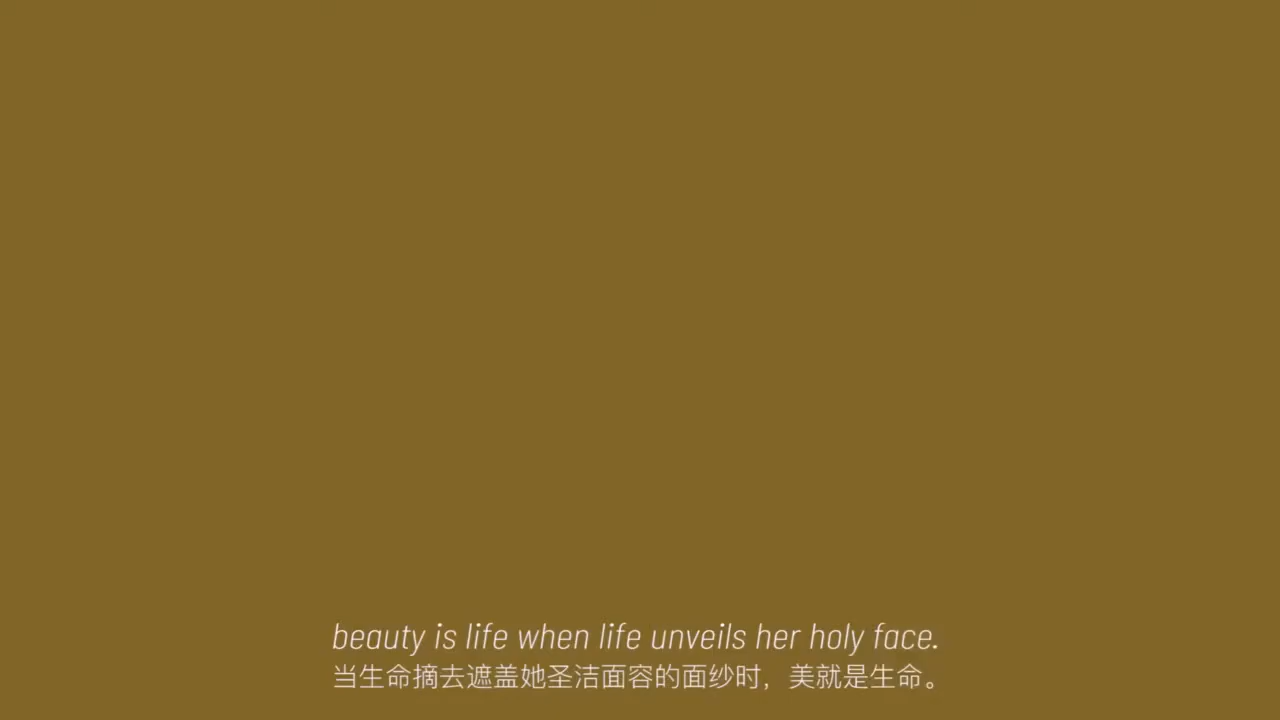 beauty is life when life unveils her holy face.
当生命摘去遮盖她圣洁面容的面纱时，美就是生命。